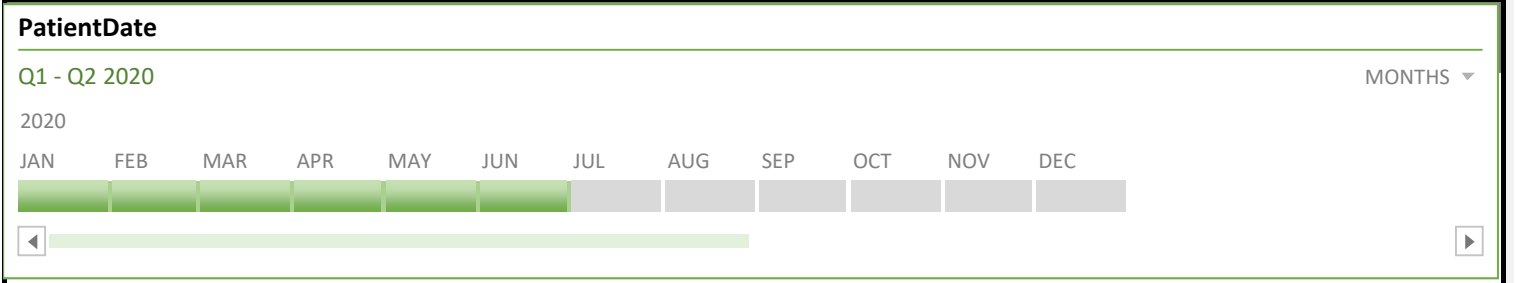 PatientDate
Q1 - Q2 2020
MONTHS
2020
JAN FEB MAR APR MAY JUN JUL AUG SEP OCT NOV DEC